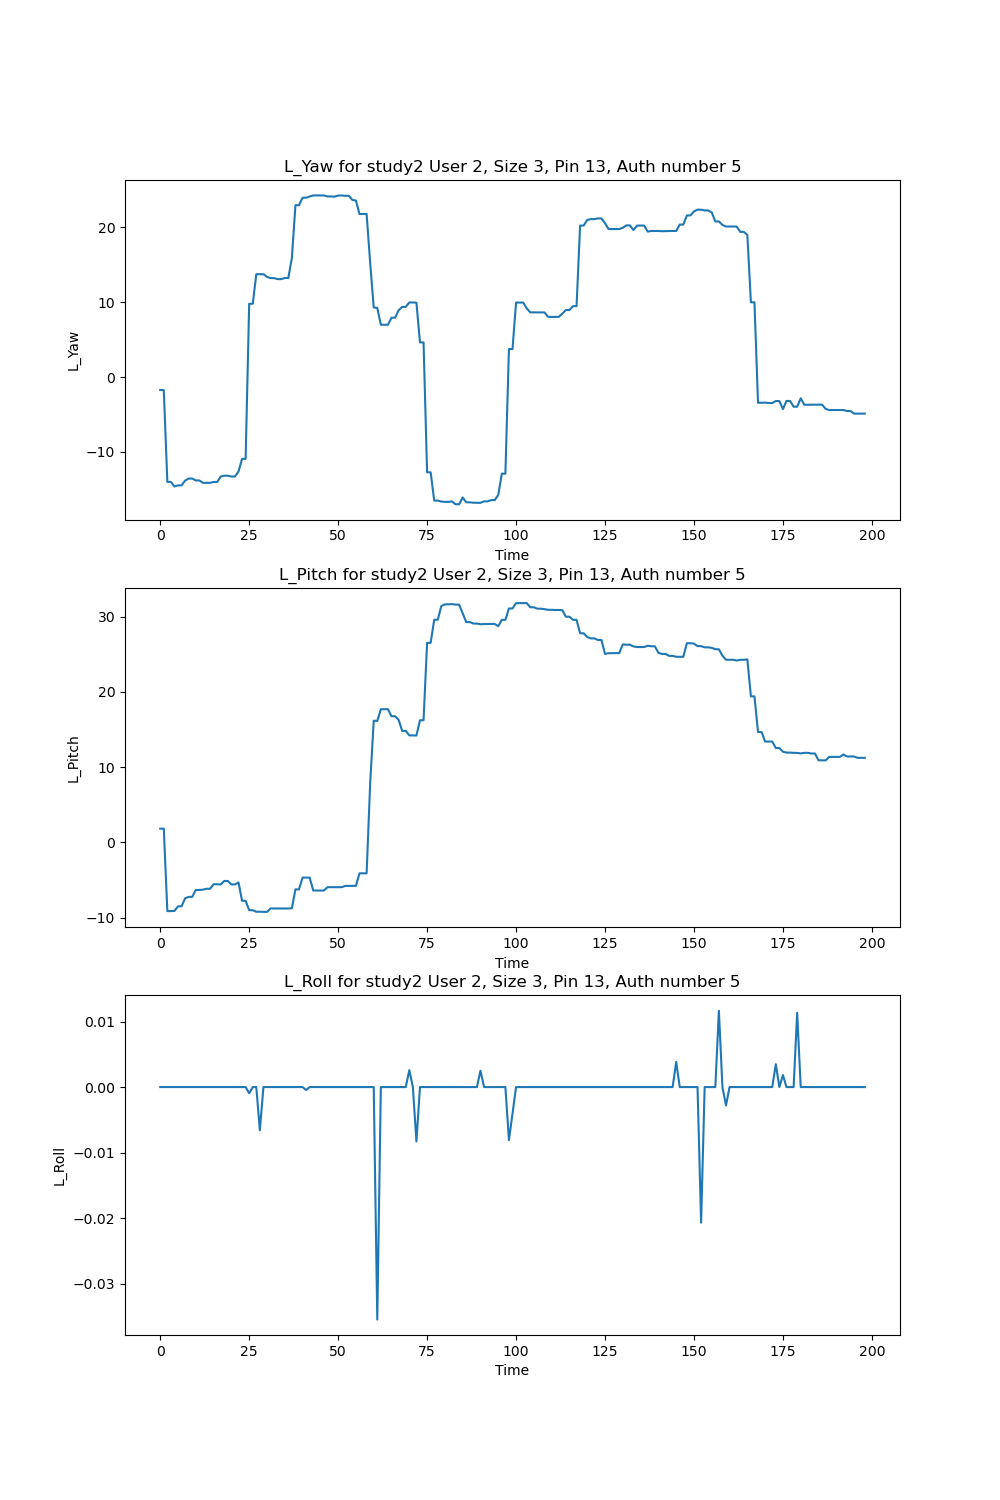 L_Yaw for study2 User 2, Size 3, Pin 13, Auth number 5
20
10
0
−10
L_Yaw
0 25 50 75 100 125 150 175 200
Time
L_Pitch for study2 User 2, Size 3, Pin 13, Auth number 5
30
20
10
0
−10
L_Pitch
0 25 50 75 100 125 150 175 200
Time
L_Roll for study2 User 2, Size 3, Pin 13, Auth number 5
0.01
0.00
−0.01
−0.02
−0.03
L_Roll
0 25 50 75 100 125 150 175 200
Time